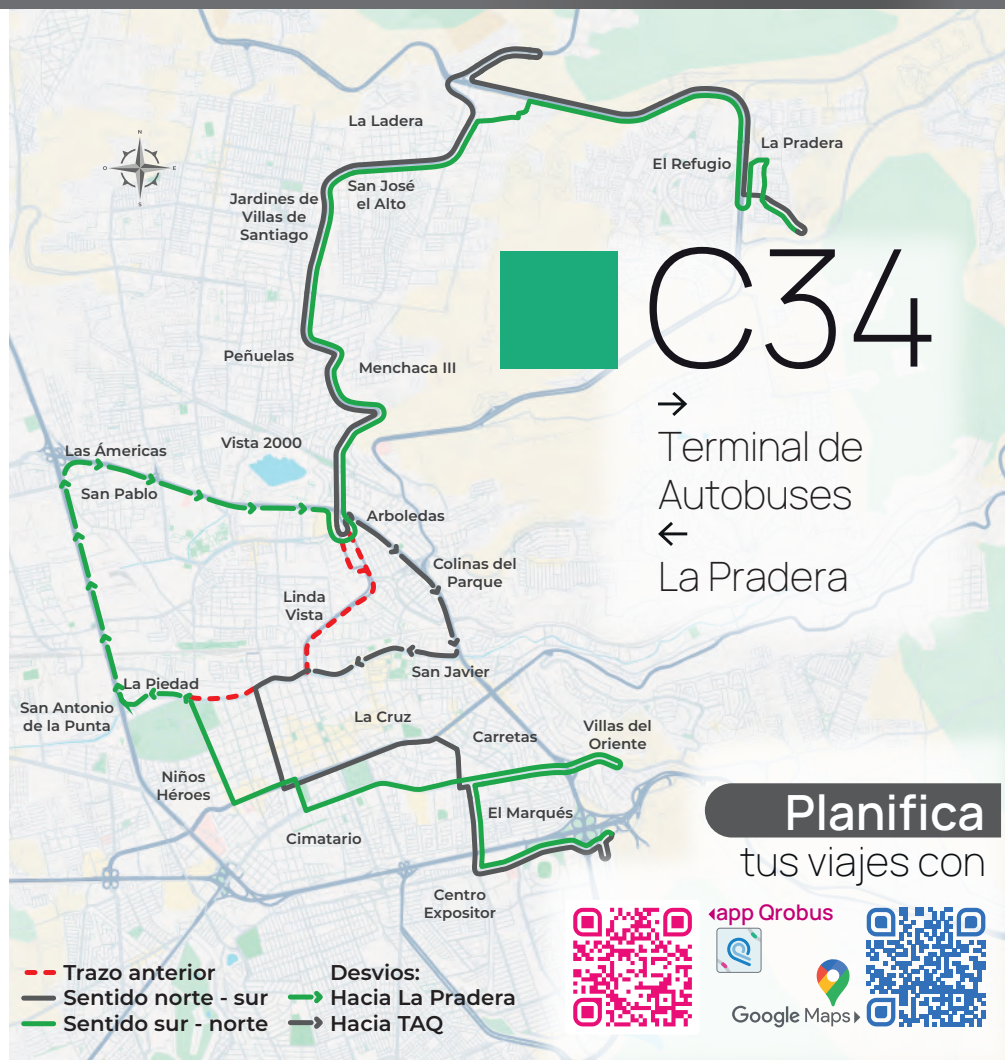 N
O
E
S
La Ladera
San José
el Alto
Jardines de
Villas de
Santiago
La Pradera
El Refugio
C34
→
Terminal de
Autobuses
←
La Pradera
Peñuelas
Menchaca III
Vista 2000
Las Ámericas
San Pablo
Arboledas
Colinas del
Parque
Linda
Vista
San Javier
La Piedad
San Antonio
de la Punta
La Cruz
Carretas
Villas del
Oriente
Niños
Héroes
El Marqués
Cimatario
Centro
Expositor
Planifica
tus viajes con
app Qrobus
Google Maps
Trazo anterior
Sentido norte - sur
Sentido sur - norte
Desvios:
Hacia La Pradera
Hacia TAQ